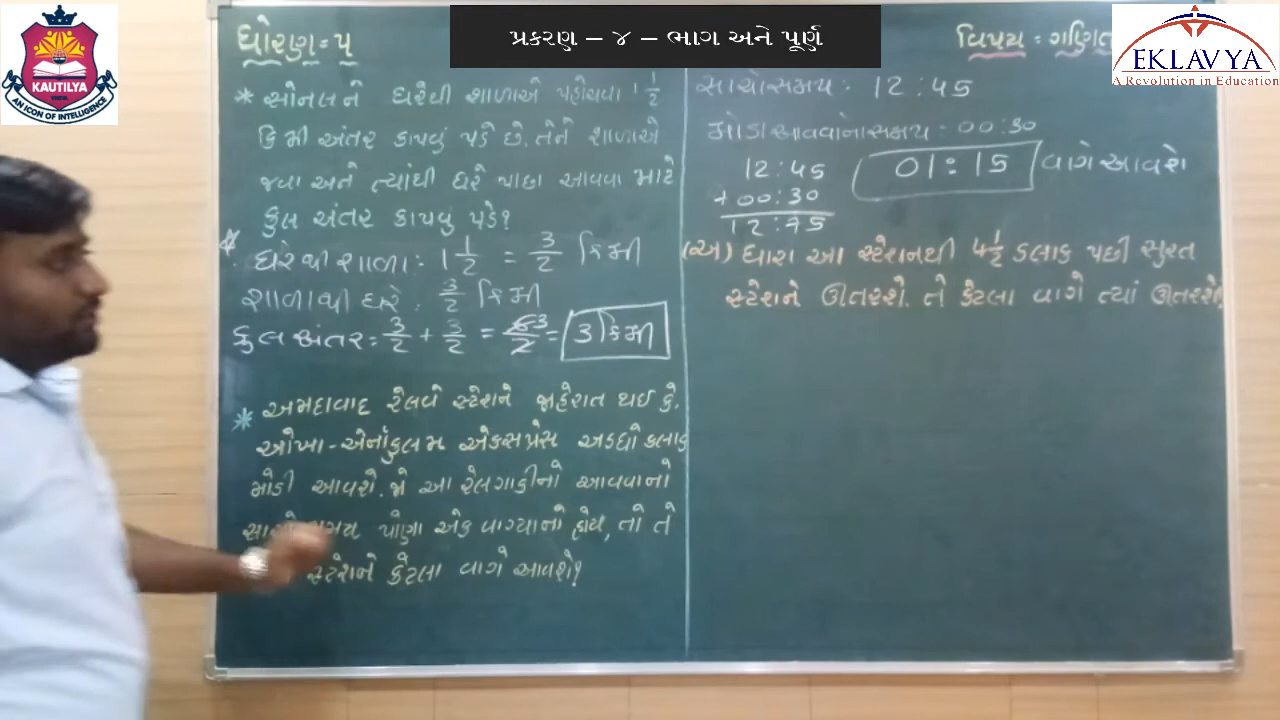 KAUTILYA
AN ICON OF INTELLIGENCE
પ્રકરણ – ૪ – ભાગ અને પૂર્ણ
EKLAVYA
A Revolution in Education
ધોરણ = ૫
વિષય : ગણિત
* સોનલને ઘરેથી શાળાએ પહોંચવા 1 1/2
કિમી અંતર કાપવું પડે છે. તેને શાળાએ
જવા અને ત્યાંથી ઘરે પાછા આવવા માટે
કુલ અંતર કાપવું પડે?
ઘરેથી શાળા : 1 1/2 = 3/2 કિમી
શાળાથી ઘરે : 3/2 કિમી
કુલ અંતર = 3/2 + 3/2 = 6/2 3 = 3 કિમી
* અમદાવાદ રેલવે સ્ટેશને જાહેરાત થઈ કે,
ઓખા - એર્નાકુલમ એક્સપ્રેસ અડધો કલાક
મોડી આવશે. જો આ રેલગાડીનો આવવાનો
સાચો સમય પોણા એક વાગ્યાનો હોય, તો તે
સ્ટેશને કેટલા વાગે આવશે?
સાચો સમય : 12 : 45
મોડા આવવાના સમય : 00 : 30
12 : 45
+ 00 : 30
12 : 75
01 : 15 વાગે આવશે
(અ) ધારા આ સ્ટેશનથી 4 1/2 કલાક પછી સુરત
સ્ટેશને ઊતરશે. તે કેટલા વાગે ત્યાં ઊતરશે?